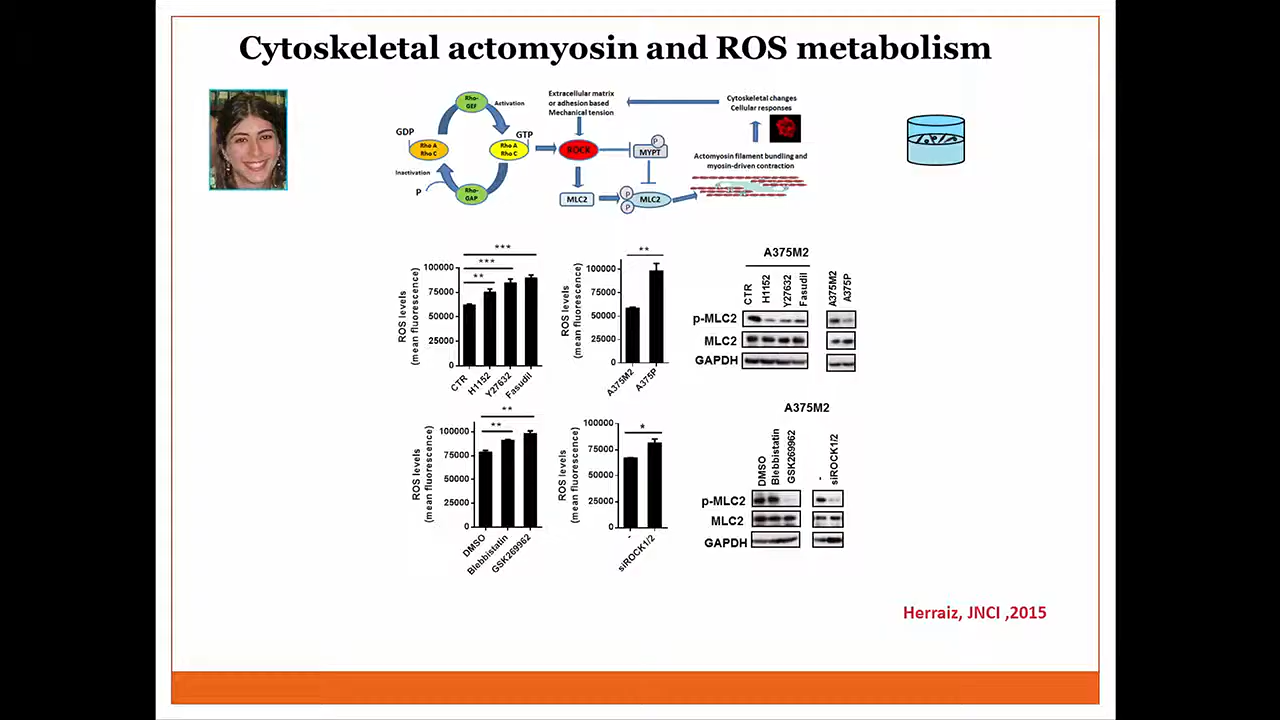 Cytoskeletal actomyosin and ROS metabolism
Rho-
GEF
Activation
GDP
GTP
Rho A
Rho C
Rho A
Rho C
Inactivation
P
Rho-
GAP
Extracellular matrix
or adhesion based
Mechanical tension
ROCK
P
MYPT
MLC2
P
P
MLC2
Cytoskeletal changes
Cellular responses
Actomyosin filament bundling and
myosin-driven contraction
ROS levels
(mean fluorescence)
100000
75000
50000
25000
0
***
***
**
CTR
H1152
Y27632
Fasudil
ROS levels
(mean fluorescence)
100000
75000
50000
25000
0
**
A375M2
A375P
A375M2
CTR
H1152
Y27632
Fasudil
A375M2
A375P
p-MLC2
MLC2
GAPDH
ROS levels
(mean fluorescence)
100000
75000
50000
25000
0
**
**
DMSO
Blebbistatin
GSK269962
ROS levels
(mean fluorescence)
100000
75000
50000
25000
0
*
-
siROCK1/2
A375M2
DMSO
Blebbistatin
GSK269962
-
siROCK1/2
p-MLC2
MLC2
GAPDH
Herraiz, JNCI ,2015